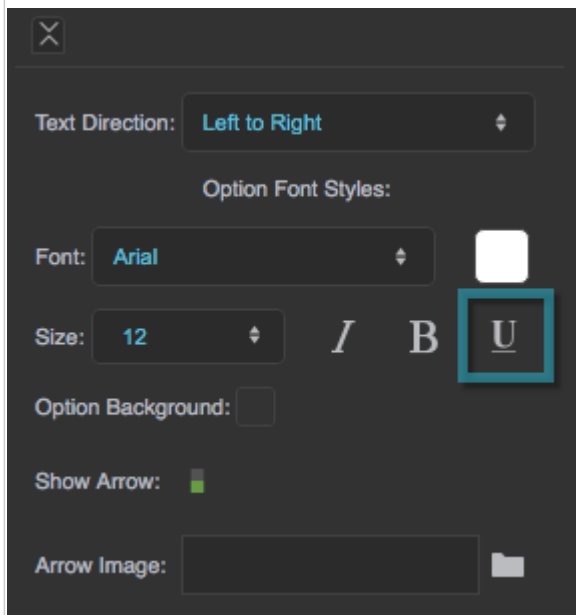 Text Direction: Left to Right
Option Font Styles:
Font: Arial
Size: 12 I B U
Option Background:
Show Arrow:
Arrow Image: